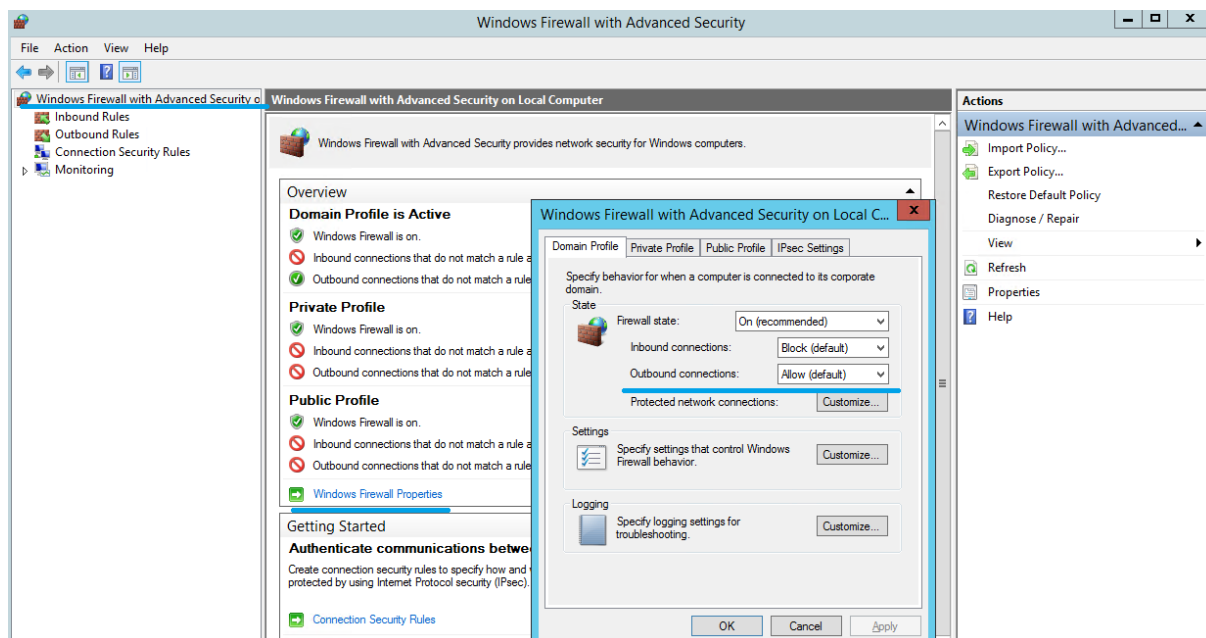 Windows Firewall with Advanced Security
File Action View Help
Windows Firewall with Advanced Security o
Inbound Rules
Outbound Rules
Connection Security Rules
Monitoring
Windows Firewall with Advanced Security on Local Computer
Windows Firewall with Advanced Security provides network security for Windows computers.
Overview
Domain Profile is Active
Windows Firewall is on.
Inbound connections that do not match a rule a
Outbound connections that do not match a rule
Private Profile
Windows Firewall is on.
Inbound connections that do not match a rule a
Outbound connections that do not match a rule
Public Profile
Windows Firewall is on.
Inbound connections that do not match a rule a
Outbound connections that do not match a rule
Windows Firewall Properties
Getting Started
Authenticate communications betwe
Create connection security rules to specify how and
protected by using Internet Protocol security (IPsec).
Connection Security Rules
Windows Firewall with Advanced Security on Local C...
Domain Profile Private Profile Public Profile IPsec Settings
Specify behavior for when a computer is connected to its corporate
domain.
State
Firewall state: On (recommended)
Inbound connections: Block (default)
Outbound connections: Allow (default)
Protected network connections: Customize...
Settings
Specify settings that control Windows
Firewall behavior.
Customize...
Logging
Specify logging settings for
troubleshooting.
Customize...
OK Cancel Apply
Actions
Windows Firewall with Advanced...
Import Policy...
Export Policy...
Restore Default Policy
Diagnose / Repair
View
Refresh
Properties
Help